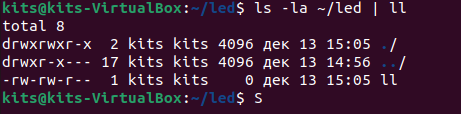 kits@kits-VirtualBox:~/led$ ls -la ~/led | ll
total 8
drwxrwxr-x  2 kits kits 4096 дек 13 15:05 ./
drwxr-x--- 17 kits kits 4096 дек 13 14:56 ../
-rw-rw-r--  1 kits kits    0 дек 13 15:05 ll
kits@kits-VirtualBox:~/led$ S